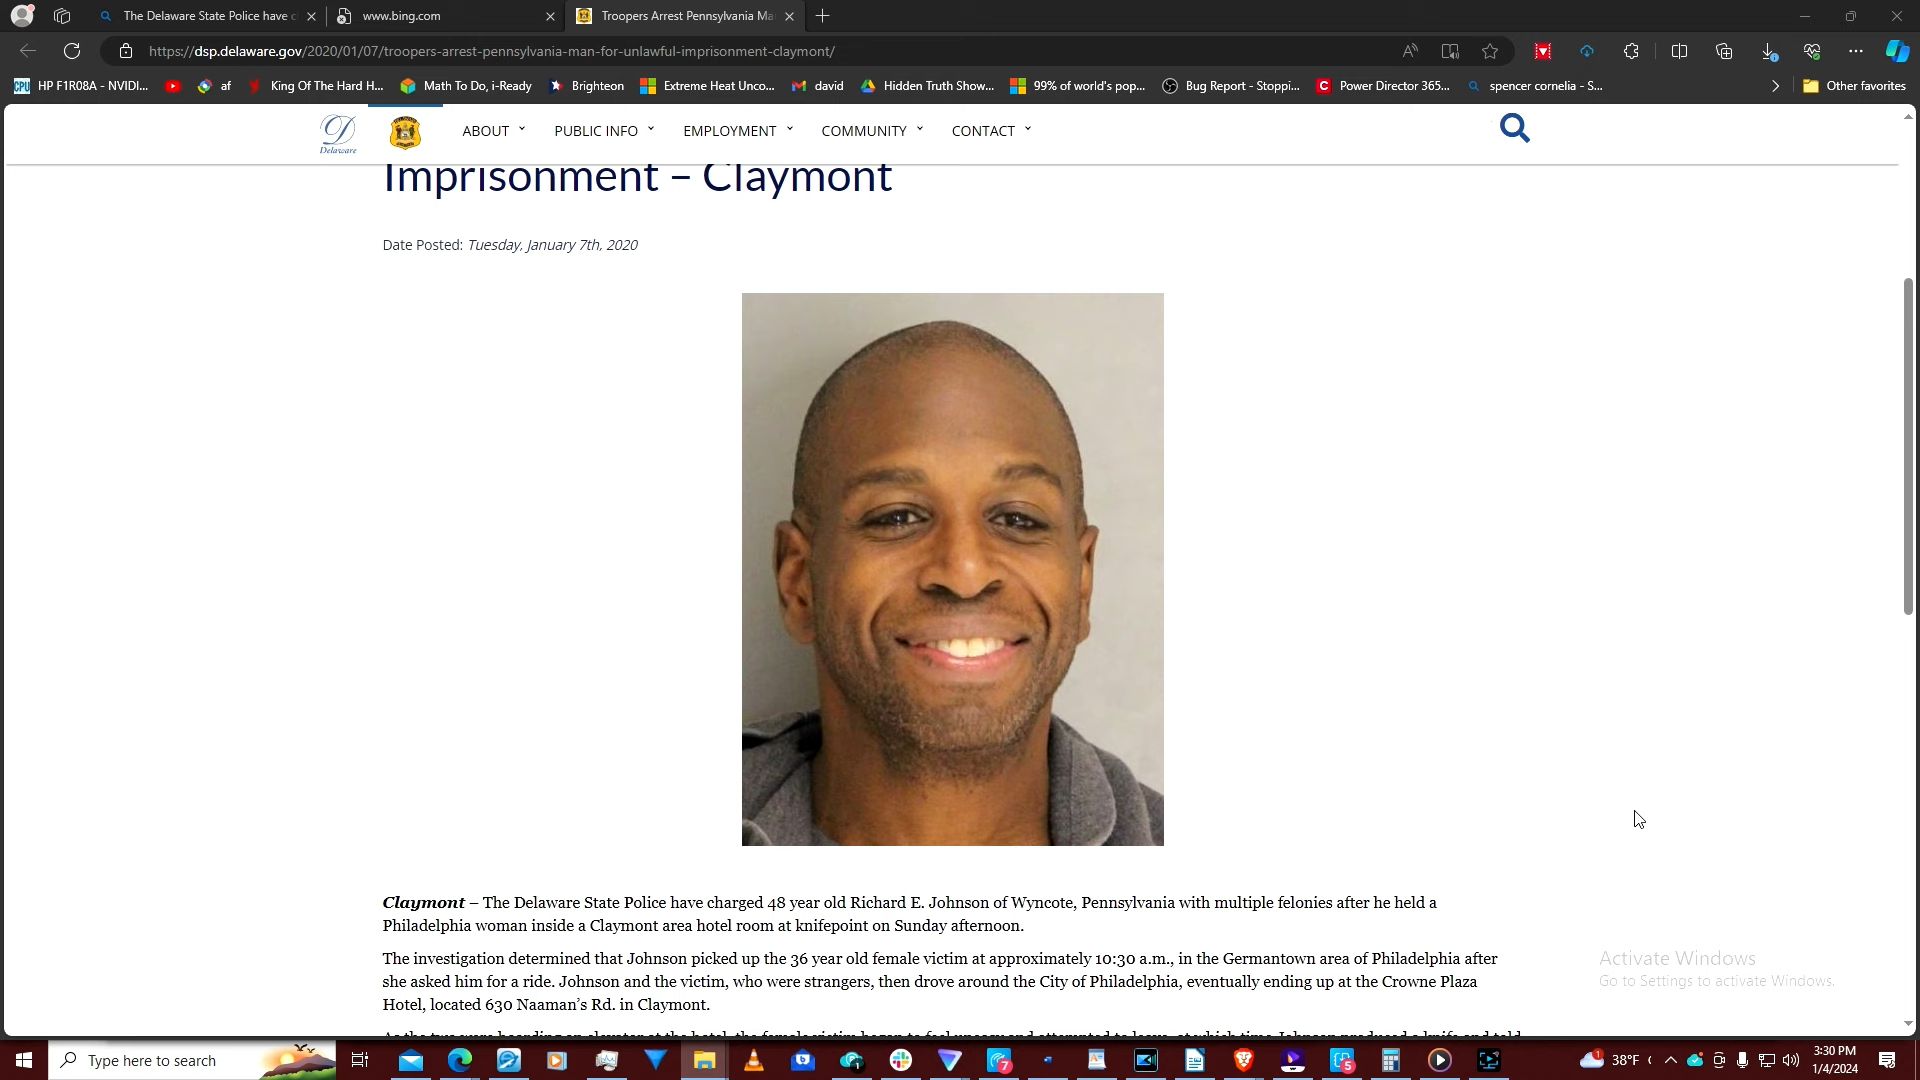 The Delaware State Police have c
www.bing.com
Troopers Arrest Pennsylvania Ma
https://dsp.delaware.gov/2020/01/07/troopers-arrest-pennsylvania-man-for-unlawful-imprisonment-claymont/
HP F1R08A - NVIDI...
af
King Of The Hard H...
Math To Do, i-Ready
Brighteon
Extreme Heat Unco...
david
Hidden Truth Show...
99% of world's pop...
Bug Report - Stoppi...
Power Director 365...
spencer cornelia - S...
Other favorites
Delaware
ABOUT
PUBLIC INFO
EMPLOYMENT
COMMUNITY
CONTACT
Imprisonment – Claymont
Date Posted: Tuesday, January 7th, 2020
Claymont – The Delaware State Police have charged 48 year old Richard E. Johnson of Wyncote, Pennsylvania with multiple felonies after he held a
Philadelphia woman inside a Claymont area hotel room at knifepoint on Sunday afternoon.
The investigation determined that Johnson picked up the 36 year old female victim at approximately 10:30 a.m., in the Germantown area of Philadelphia after
she asked him for a ride. Johnson and the victim, who were strangers, then drove around the City of Philadelphia, eventually ending up at the Crowne Plaza
Hotel, located 630 Naaman's Rd. in Claymont.
Activate Windows
Go to Settings to activate Windows.
Type here to search
38°F
3:30 PM
1/4/2024